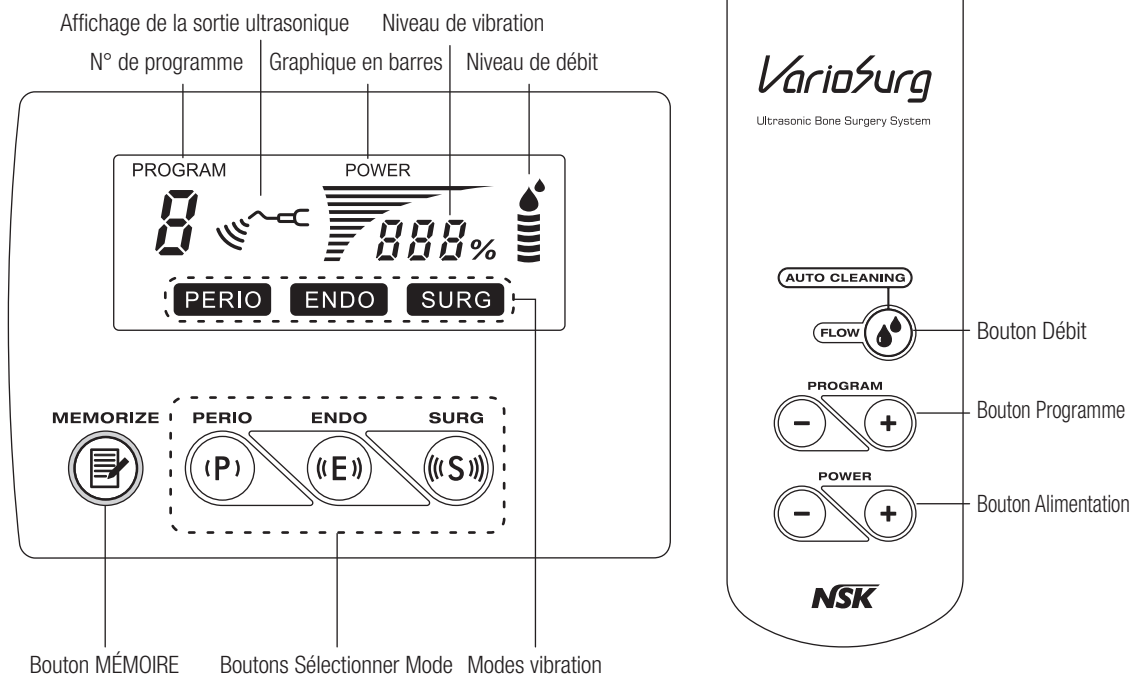 Affichage de la sortie ultrasonique Niveau de vibration
N° de programme Graphique en barres Niveau de débit
PROGRAM POWER
8 888%
PERIO ENDO SURG
MEMORIZE PERIO ENDO SURG
(P) ((E)) (((S)))
Bouton MÉMOIRE Boutons Sélectionner Mode Modes vibration
VarioSurg
Ultrasonic Bone Surgery System
AUTO CLEANING
FLOW Bouton Débit
PROGRAM
- + Bouton Programme
POWER
- + Bouton Alimentation
NSK